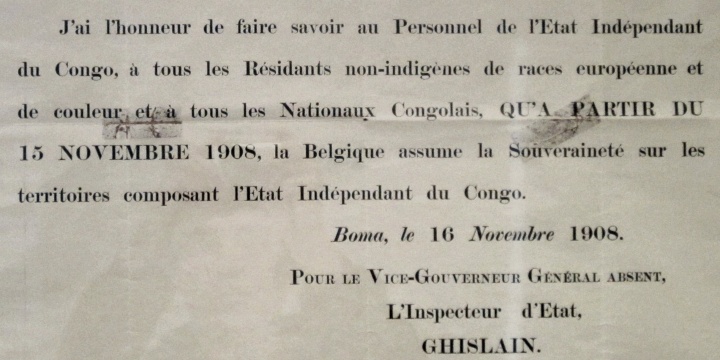 J'ai l'honneur de faire savoir au Personnel de l'Etat Indépendant
du Congo, à tous les Résidants non-indigènes de races européenne et
de couleur et à tous les Nationaux Congolais, QU'A PARTIR DU
15 NOVEMBRE 1908, la Belgique assume la Souveraineté sur les
territoires composant l'Etat Indépendant du Congo.
Boma, le 16 Novembre 1908.
POUR LE VICE-GOUVERNEUR GÉNÉRAL ABSENT,
L'Inspecteur d'Etat,
GHISLAIN.